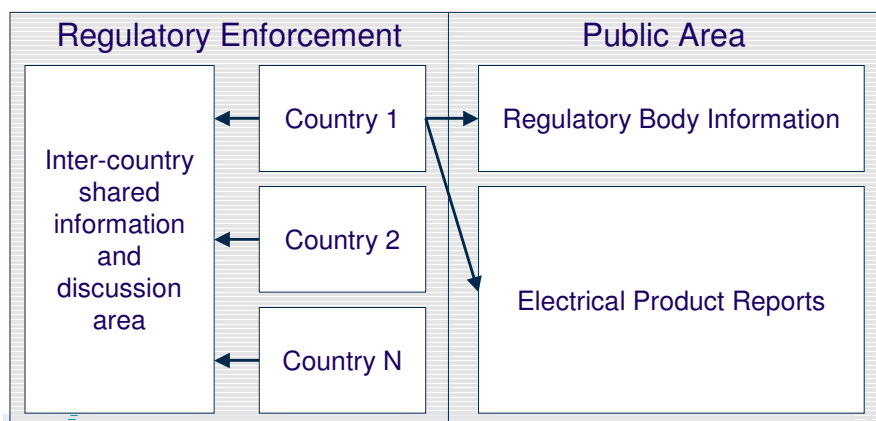 Regulatory Enforcement
Public Area
Inter-country
shared
information
and
discussion
area
Country 1
Country 2
Country N
Regulatory Body Information
Electrical Product Reports